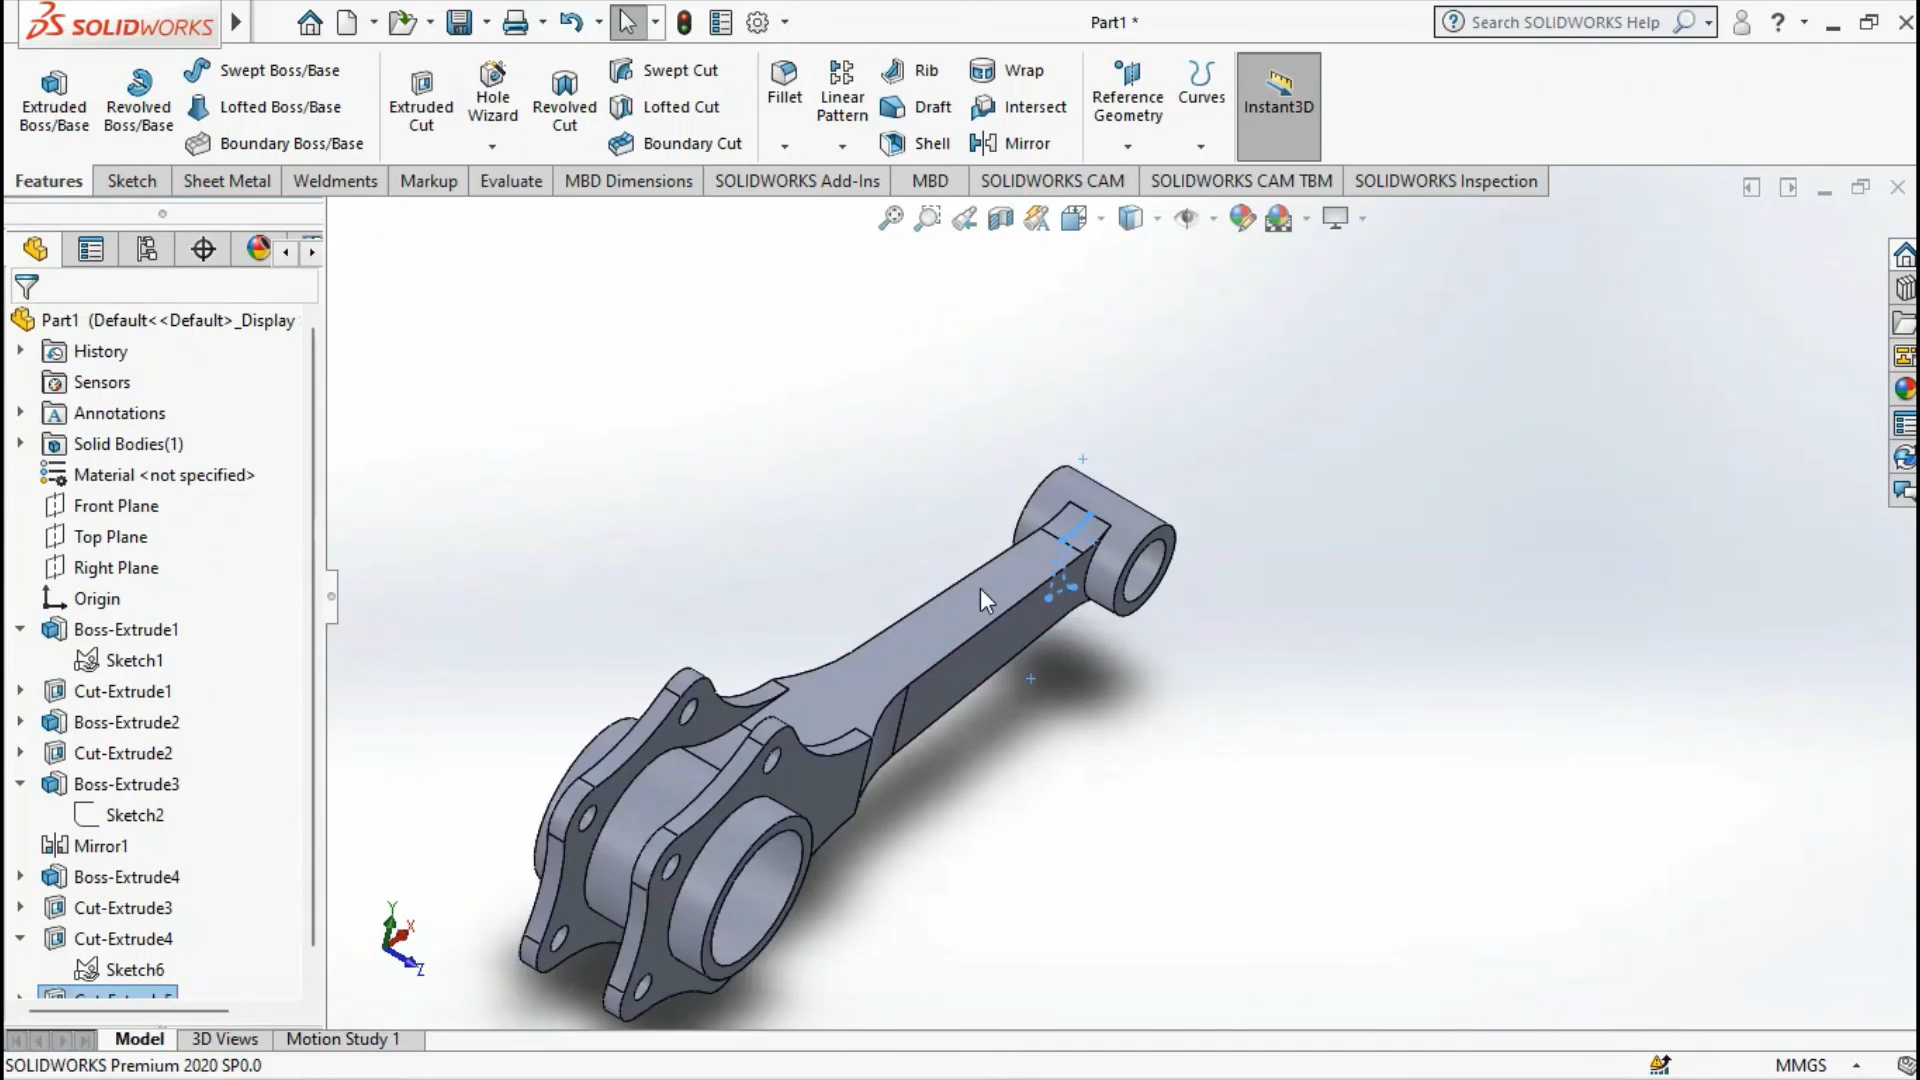 SOLIDWORKS
Part1 *
Search SOLIDWORKS Help
Extruded Boss/Base
Revolved Boss/Base
Swept Boss/Base
Lofted Boss/Base
Boundary Boss/Base
Extruded Cut
Hole Wizard
Revolved Cut
Swept Cut
Lofted Cut
Boundary Cut
Fillet
Linear Pattern
Rib
Draft
Shell
Wrap
Intersect
Mirror
Reference Geometry
Curves
Instant3D
Features
Sketch
Sheet Metal
Weldments
Markup
Evaluate
MBD Dimensions
SOLIDWORKS Add-Ins
MBD
SOLIDWORKS CAM
SOLIDWORKS CAM TBM
SOLIDWORKS Inspection
Part1 (Default<<Default>_Display
History
Sensors
Annotations
Solid Bodies(1)
Material <not specified>
Front Plane
Top Plane
Right Plane
Origin
Boss-Extrude1
Sketch1
Cut-Extrude1
Boss-Extrude2
Cut-Extrude2
Boss-Extrude3
Sketch2
Mirror1
Boss-Extrude4
Cut-Extrude3
Cut-Extrude4
Sketch6
Y
X
Z
Model
3D Views
Motion Study 1
SOLIDWORKS Premium 2020 SP0.0
MMGS